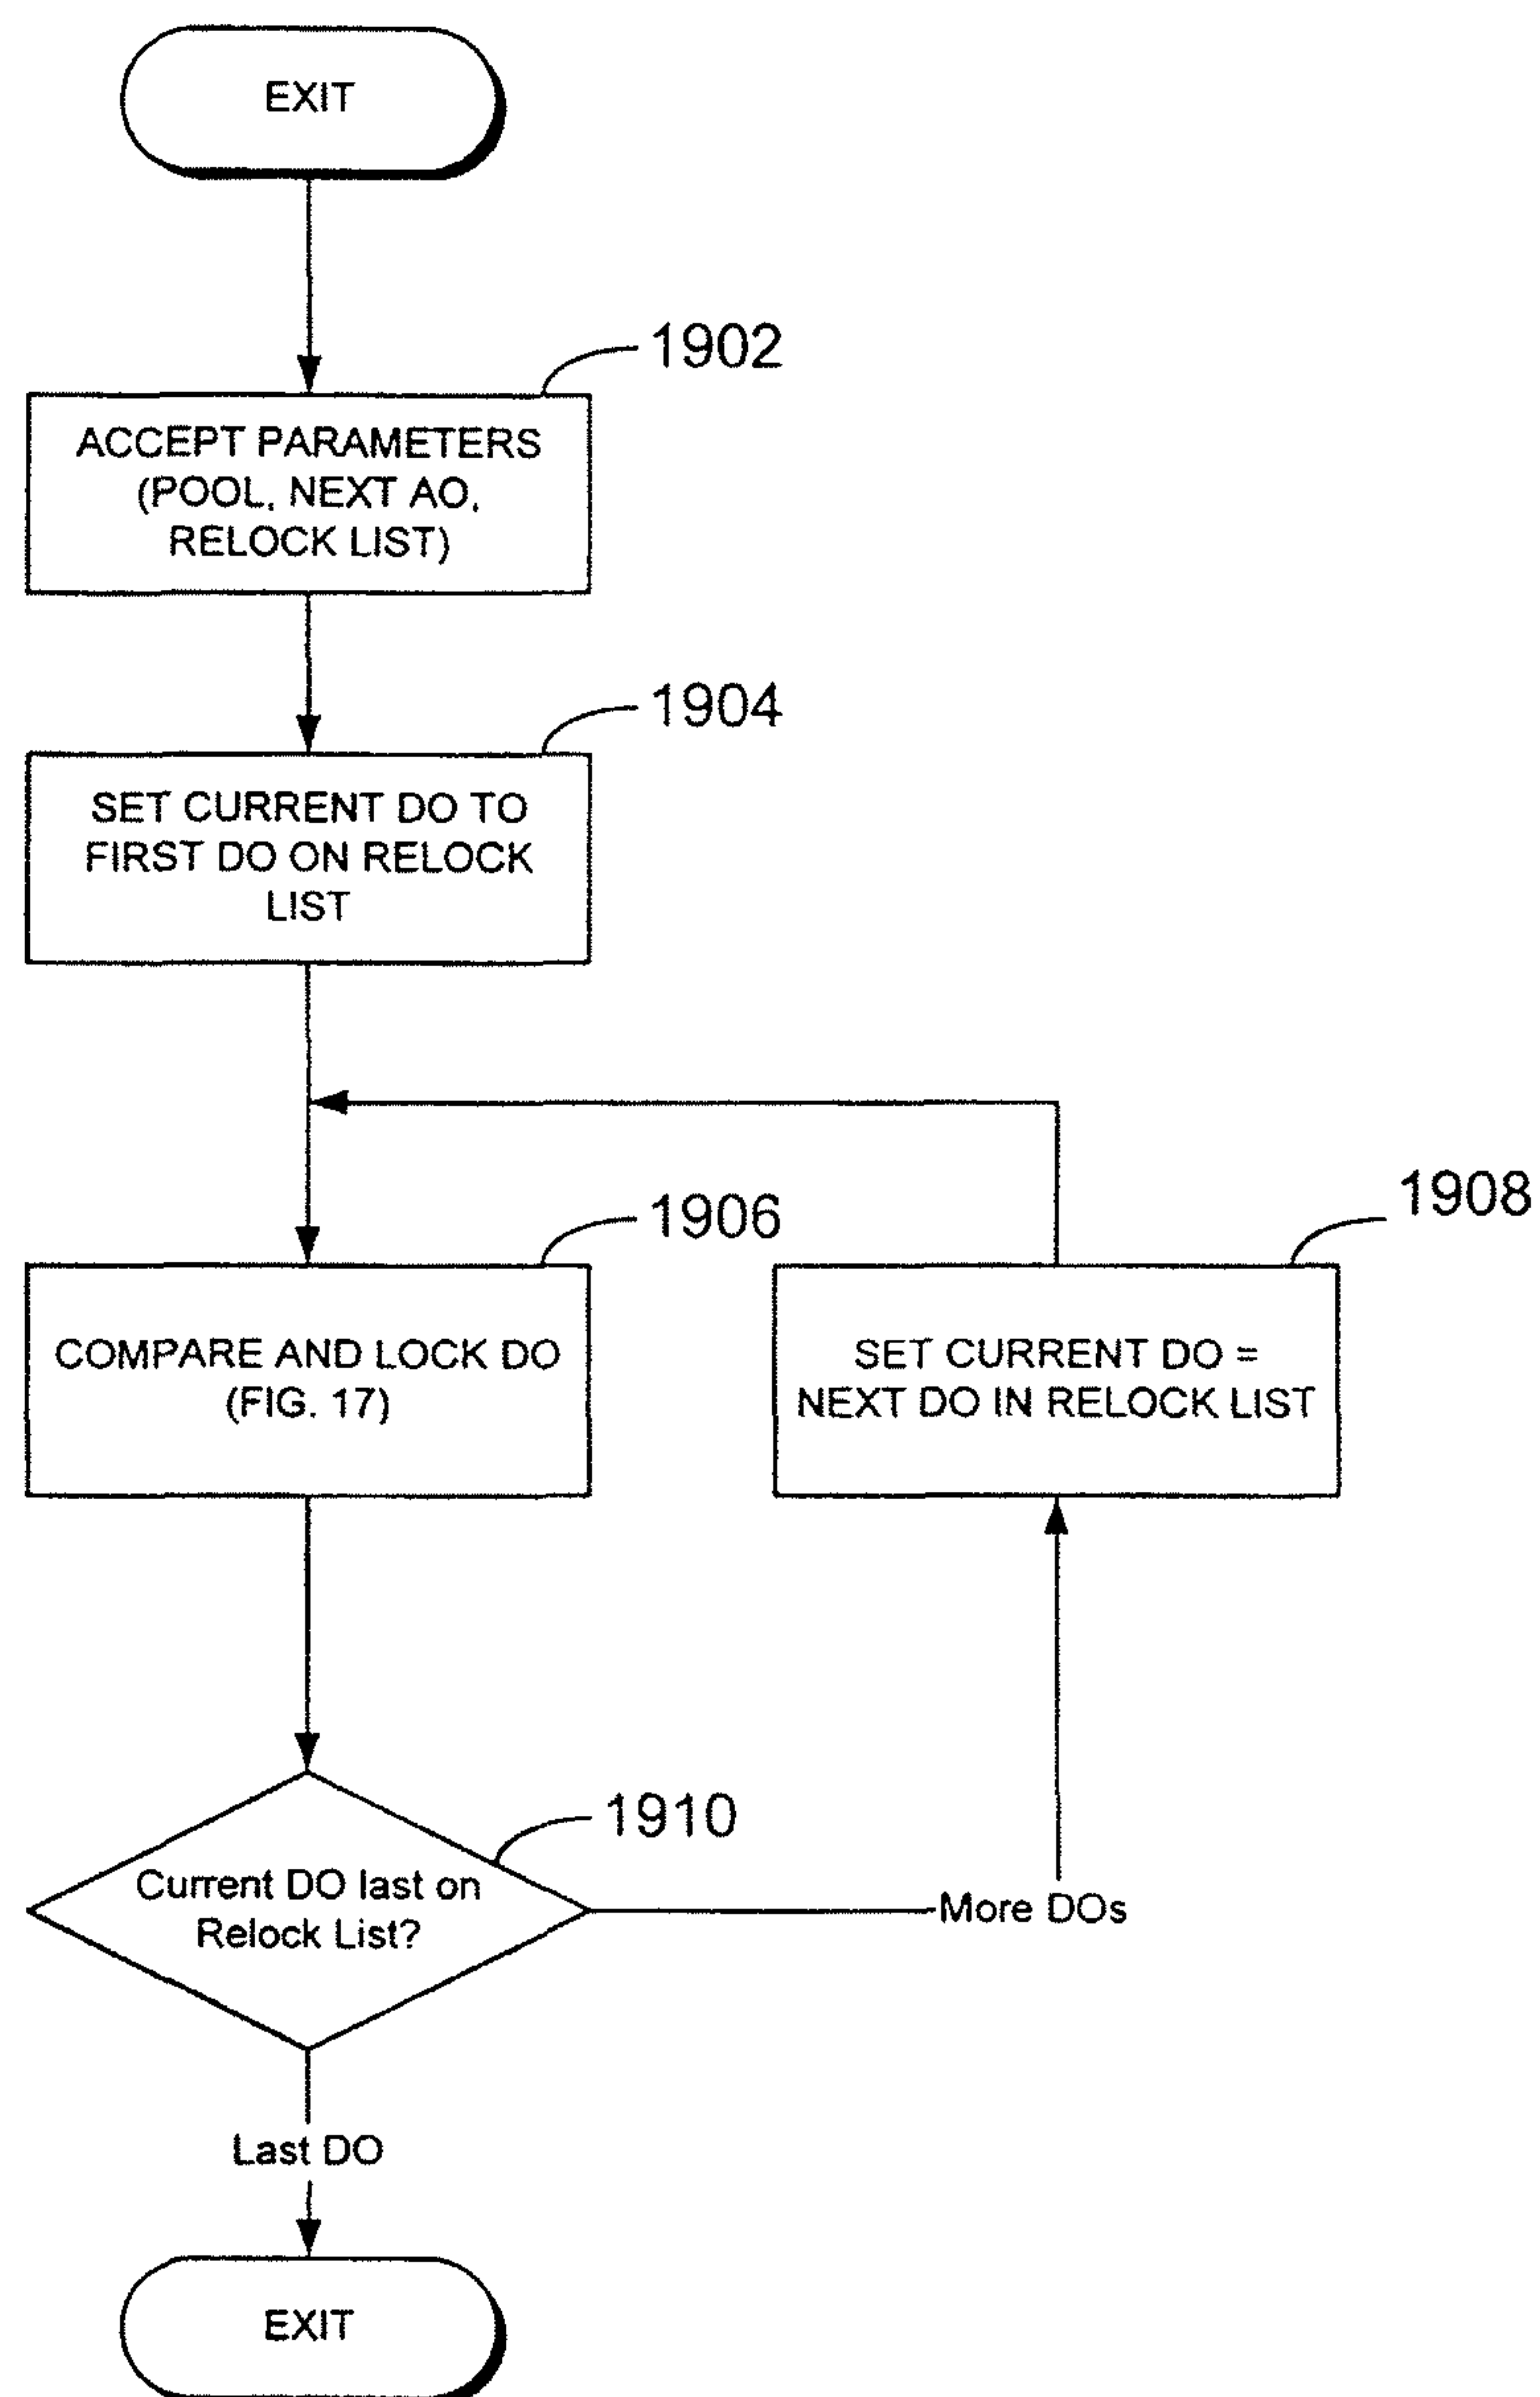 EXIT
1902
ACCEPT PARAMETERS
(POOL, NEXT AO,
RELOCK LIST)
1904
SET CURRENT DO TO
FIRST DO ON RELOCK
LIST
1906
COMPARE AND LOCK DO
(FIG. 17)
1908
SET CURRENT DO =
NEXT DO IN RELOCK LIST
1910
Current DO last on
Relock List?
More DOs
Last DO
EXIT